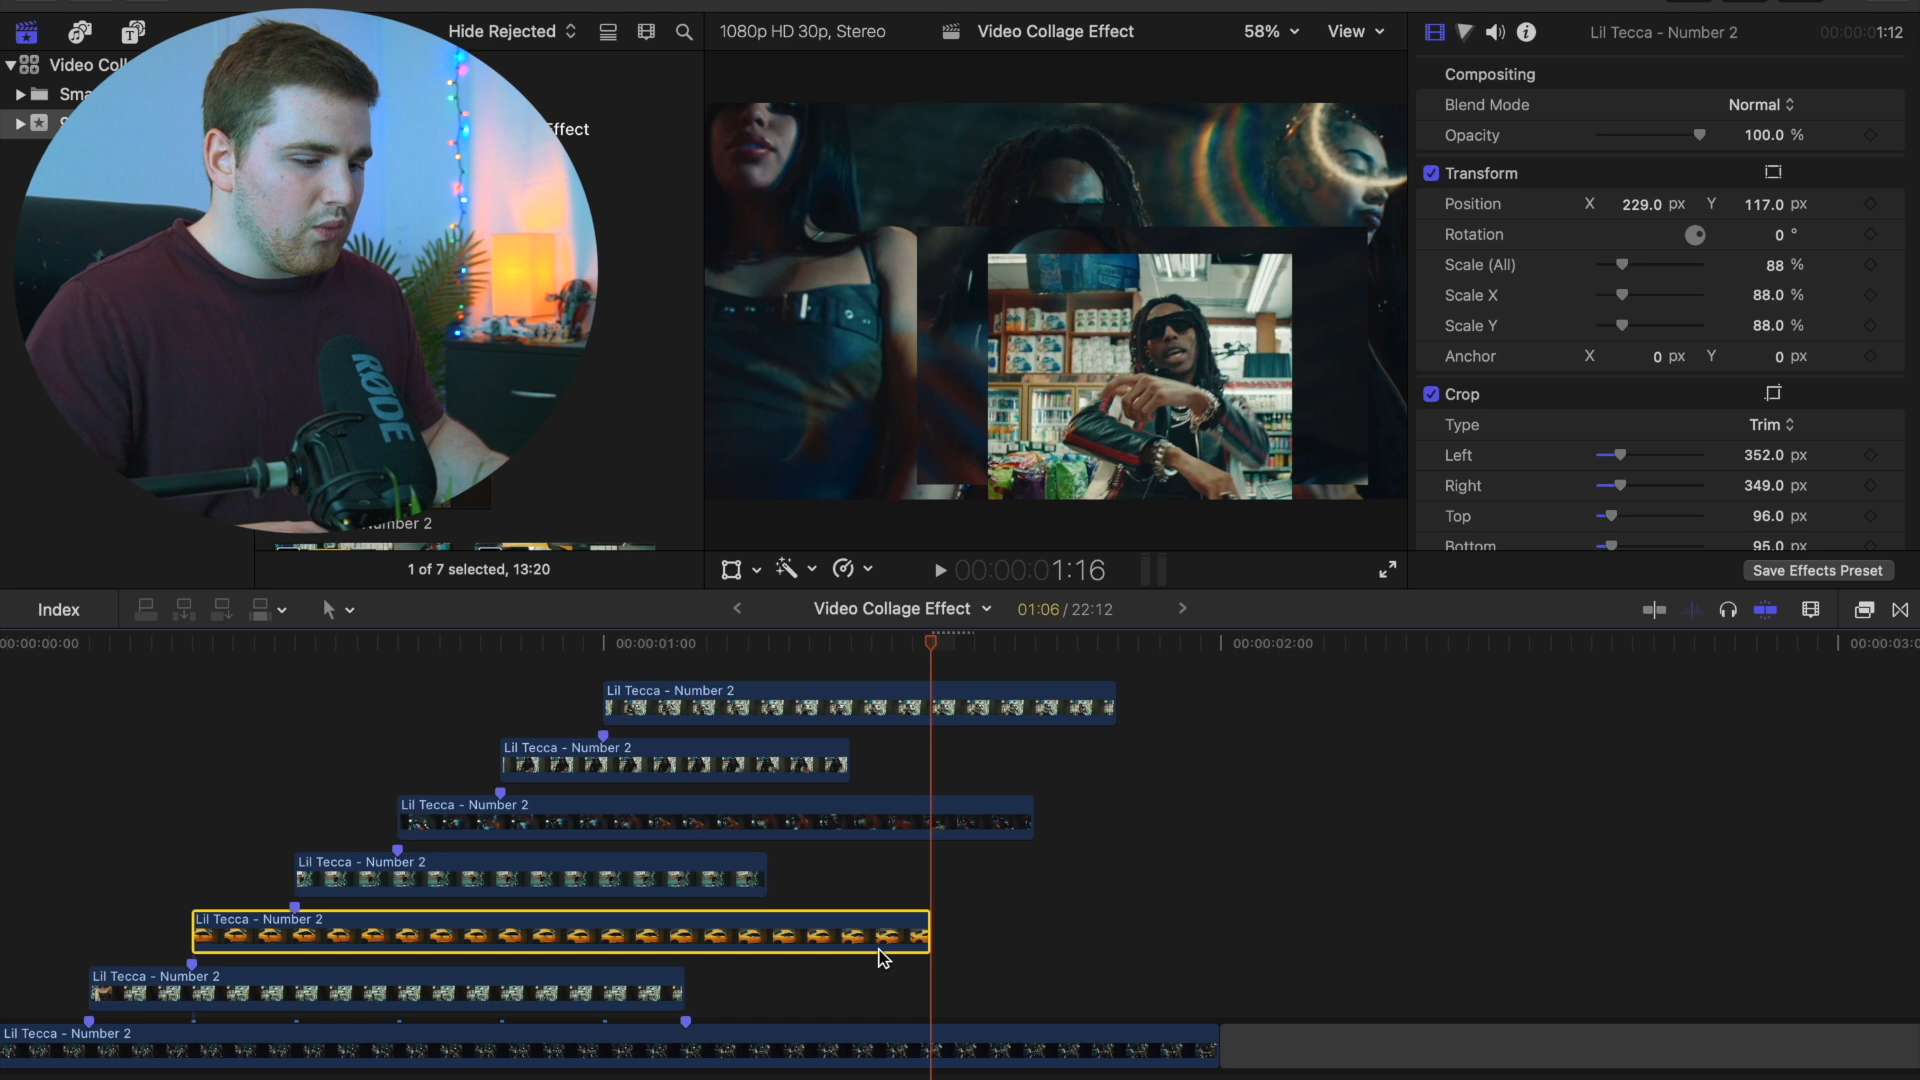 Hide Rejected
1080p HD 30p, Stereo
Video Collage Effect
58%
View
Lil Tecca - Number 2
00:00:01:12
Video Coll
Sma
Effect
RØDE
Number 2
1 of 7 selected, 13:20
00:00:01:16
Compositing
Blend Mode
Normal
Opacity
100.0 %
Transform
Position
X 229.0 px Y 117.0 px
Rotation
0 °
Scale (All)
88 %
Scale X
88.0 %
Scale Y
88.0 %
Anchor
X 0 px Y 0 px
Crop
Type
Trim
Left
352.0 px
Right
349.0 px
Top
96.0 px
Bottom
95.0 px
Save Effects Preset
Index
Video Collage Effect
01:06 / 22:12
00:00:00:00
00:00:01:00
00:00:02:00
00:00:03:0
Lil Tecca - Number 2
Lil Tecca - Number 2
Lil Tecca - Number 2
Lil Tecca - Number 2
Lil Tecca - Number 2
Lil Tecca - Number 2
Lil Tecca - Number 2